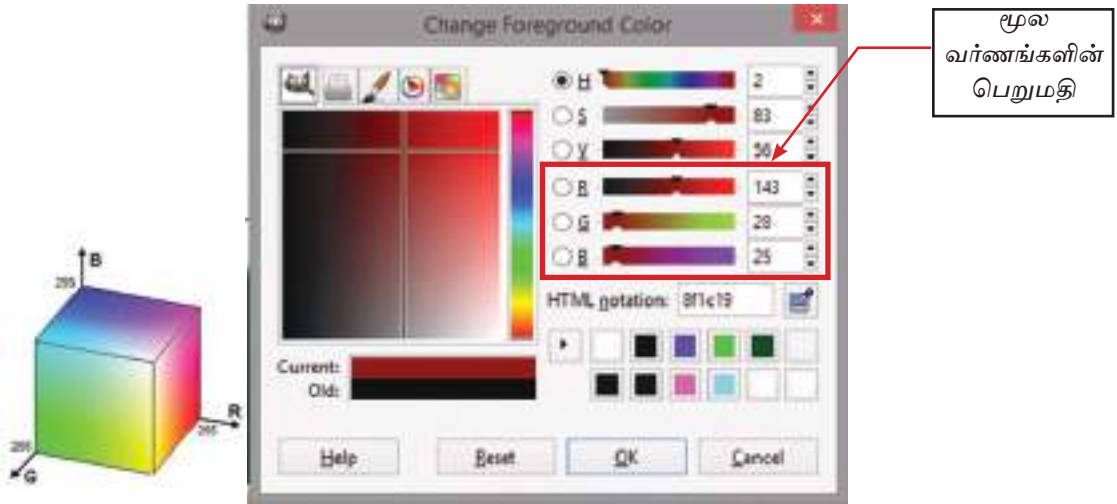 Change Foreground Color
மூல
வர்ணங்களின்
பெறுமதி
H 2
S 83
V 56
R 143
G 28
B 25
HTML notation: 8f1c19
Current:
Old:
Help Reset OK Cancel
B
255
R
255
255
G